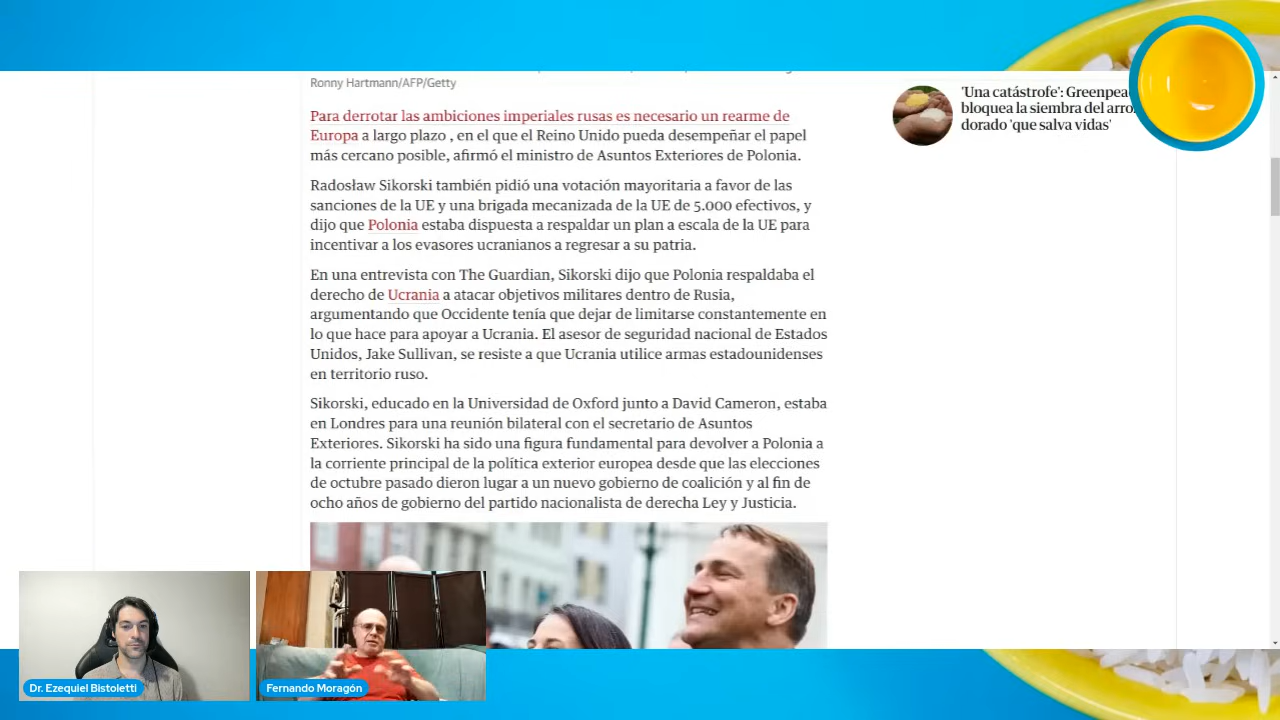 Ronny Hartmann/AFP/Getty
Para derrotar las ambiciones imperiales rusas es necesario un rearme de
Europa a largo plazo , en el que el Reino Unido pueda desempeñar el papel
más cercano posible, afirmó el ministro de Asuntos Exteriores de Polonia.
Radosław Sikorski también pidió una votación mayoritaria a favor de las
sanciones de la UE y una brigada mecanizada de la UE de 5.000 efectivos, y
dijo que Polonia estaba dispuesta a respaldar un plan a escala de la UE para
incentivar a los evasores ucranianos a regresar a su patria.
En una entrevista con The Guardian, Sikorski dijo que Polonia respaldaba el
derecho de Ucrania a atacar objetivos militares dentro de Rusia,
argumentando que Occidente tenía que dejar de limitarse constantemente en
lo que hace para apoyar a Ucrania. El asesor de seguridad nacional de Estados
Unidos, Jake Sullivan, se resiste a que Ucrania utilice armas estadounidenses
en territorio ruso.
Sikorski, educado en la Universidad de Oxford junto a David Cameron, estaba
en Londres para una reunión bilateral con el secretario de Asuntos
Exteriores. Sikorski ha sido una figura fundamental para devolver a Polonia a
la corriente principal de la política exterior europea desde que las elecciones
de octubre pasado dieron lugar a un nuevo gobierno de coalición y al fin de
ocho años de gobierno del partido nacionalista de derecha Ley y Justicia.
'Una catástrofe': Greenpea
bloquea la siembra del arro
dorado 'que salva vidas'
Dr. Ezequiel Bistoletti
Fernando Moragón